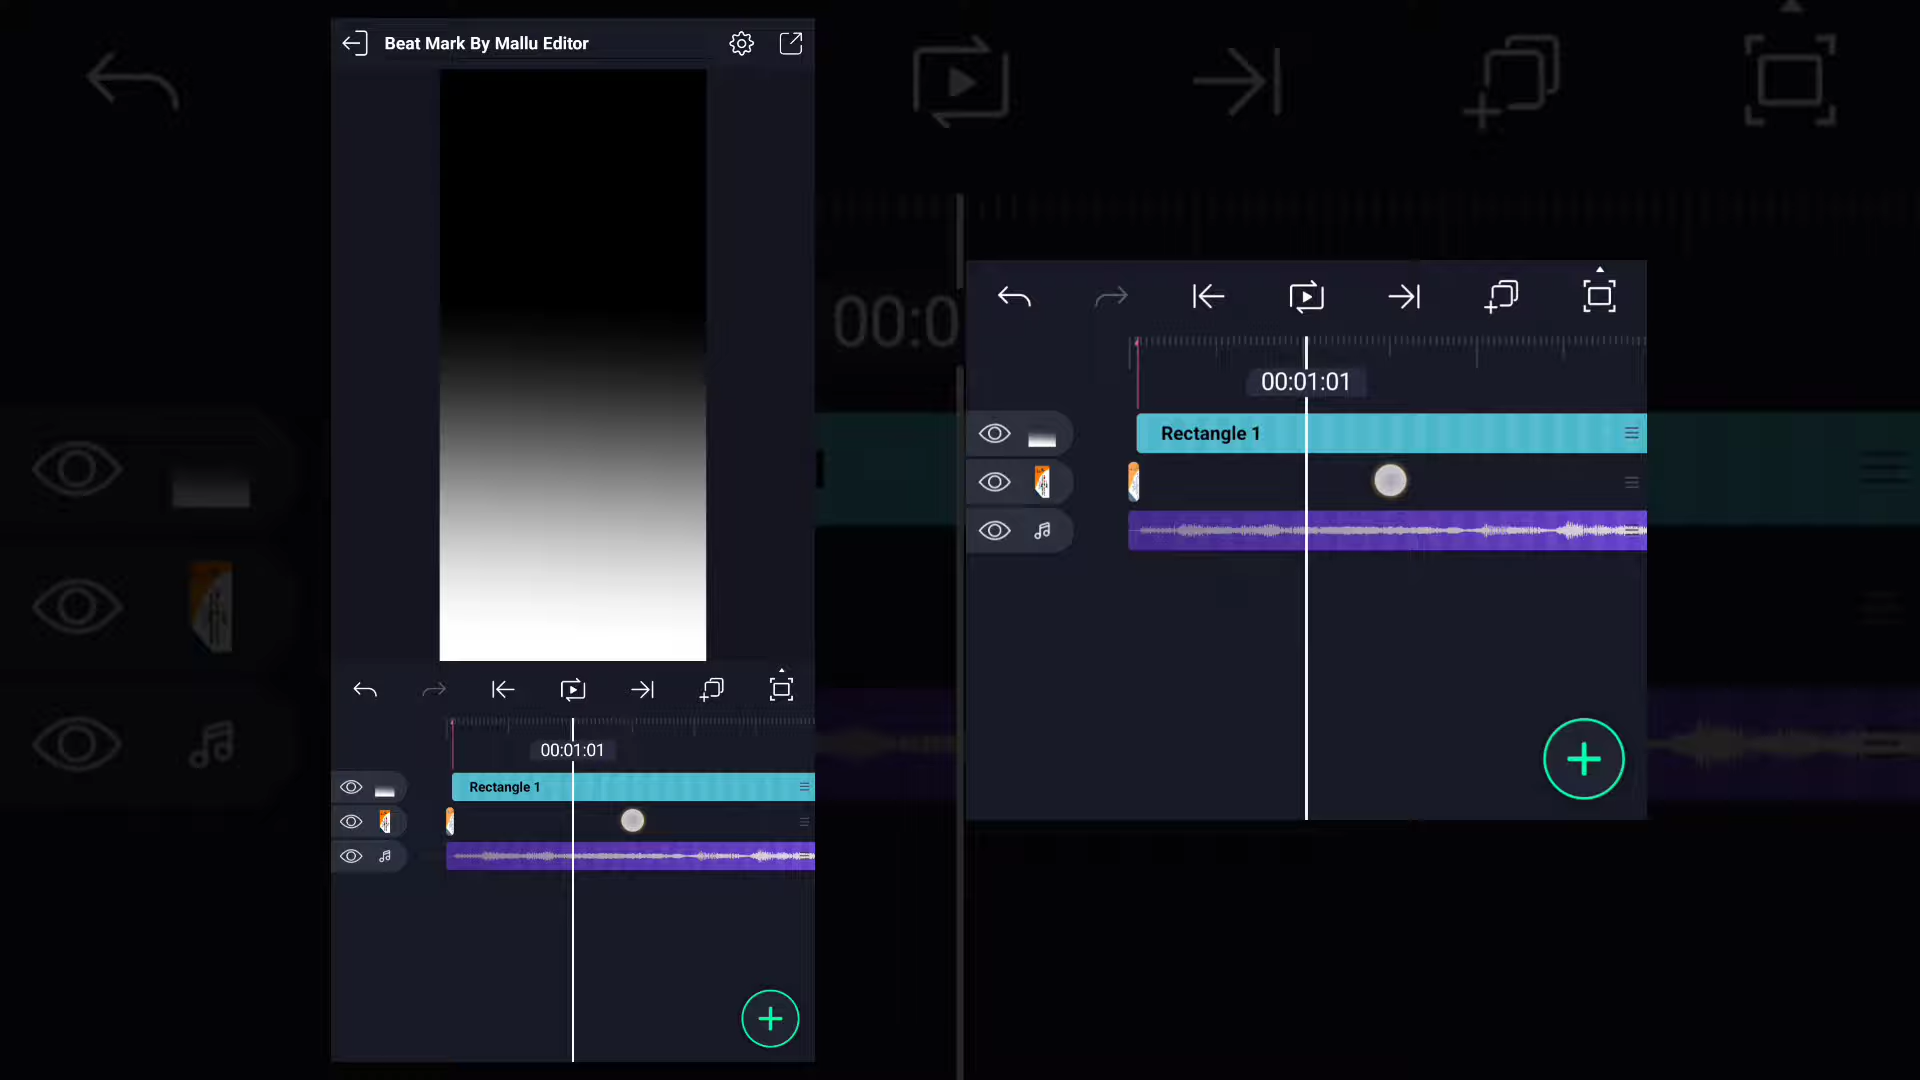 Beat Mark By Mallu Editor
00:01:01
Rectangle 1
00:0
00:01:01
Rectangle 1